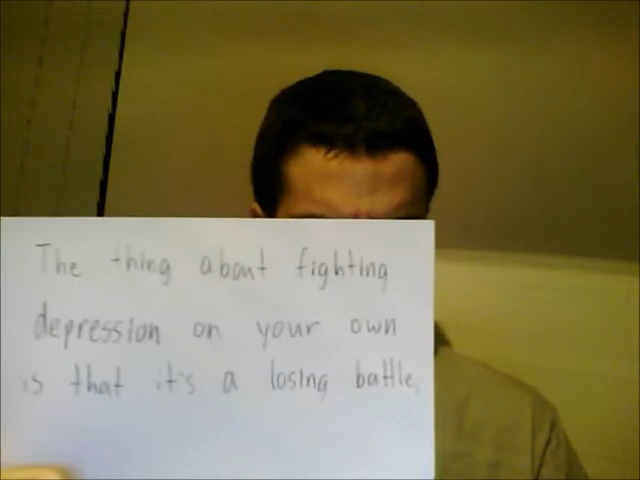 The thing about fighting
depression on your own
is that it's a losing battle.